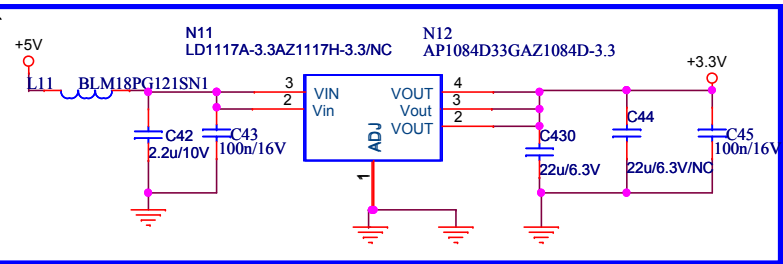 N11
LD1117A-3.3AZ1117H-3.3/NC
N12
AP1084D33GAZ1084D-3.3
+5V
+3.3V
L11
BLM18PG121SN1
3
2
VIN
Vin
VOUT
Vout
VOUT
4
3
2
ADJ
1
C42
2.2u/10V
C43
100n/16V
C430
22u/6.3V
C44
22u/6.3V/NC
C45
100n/16V